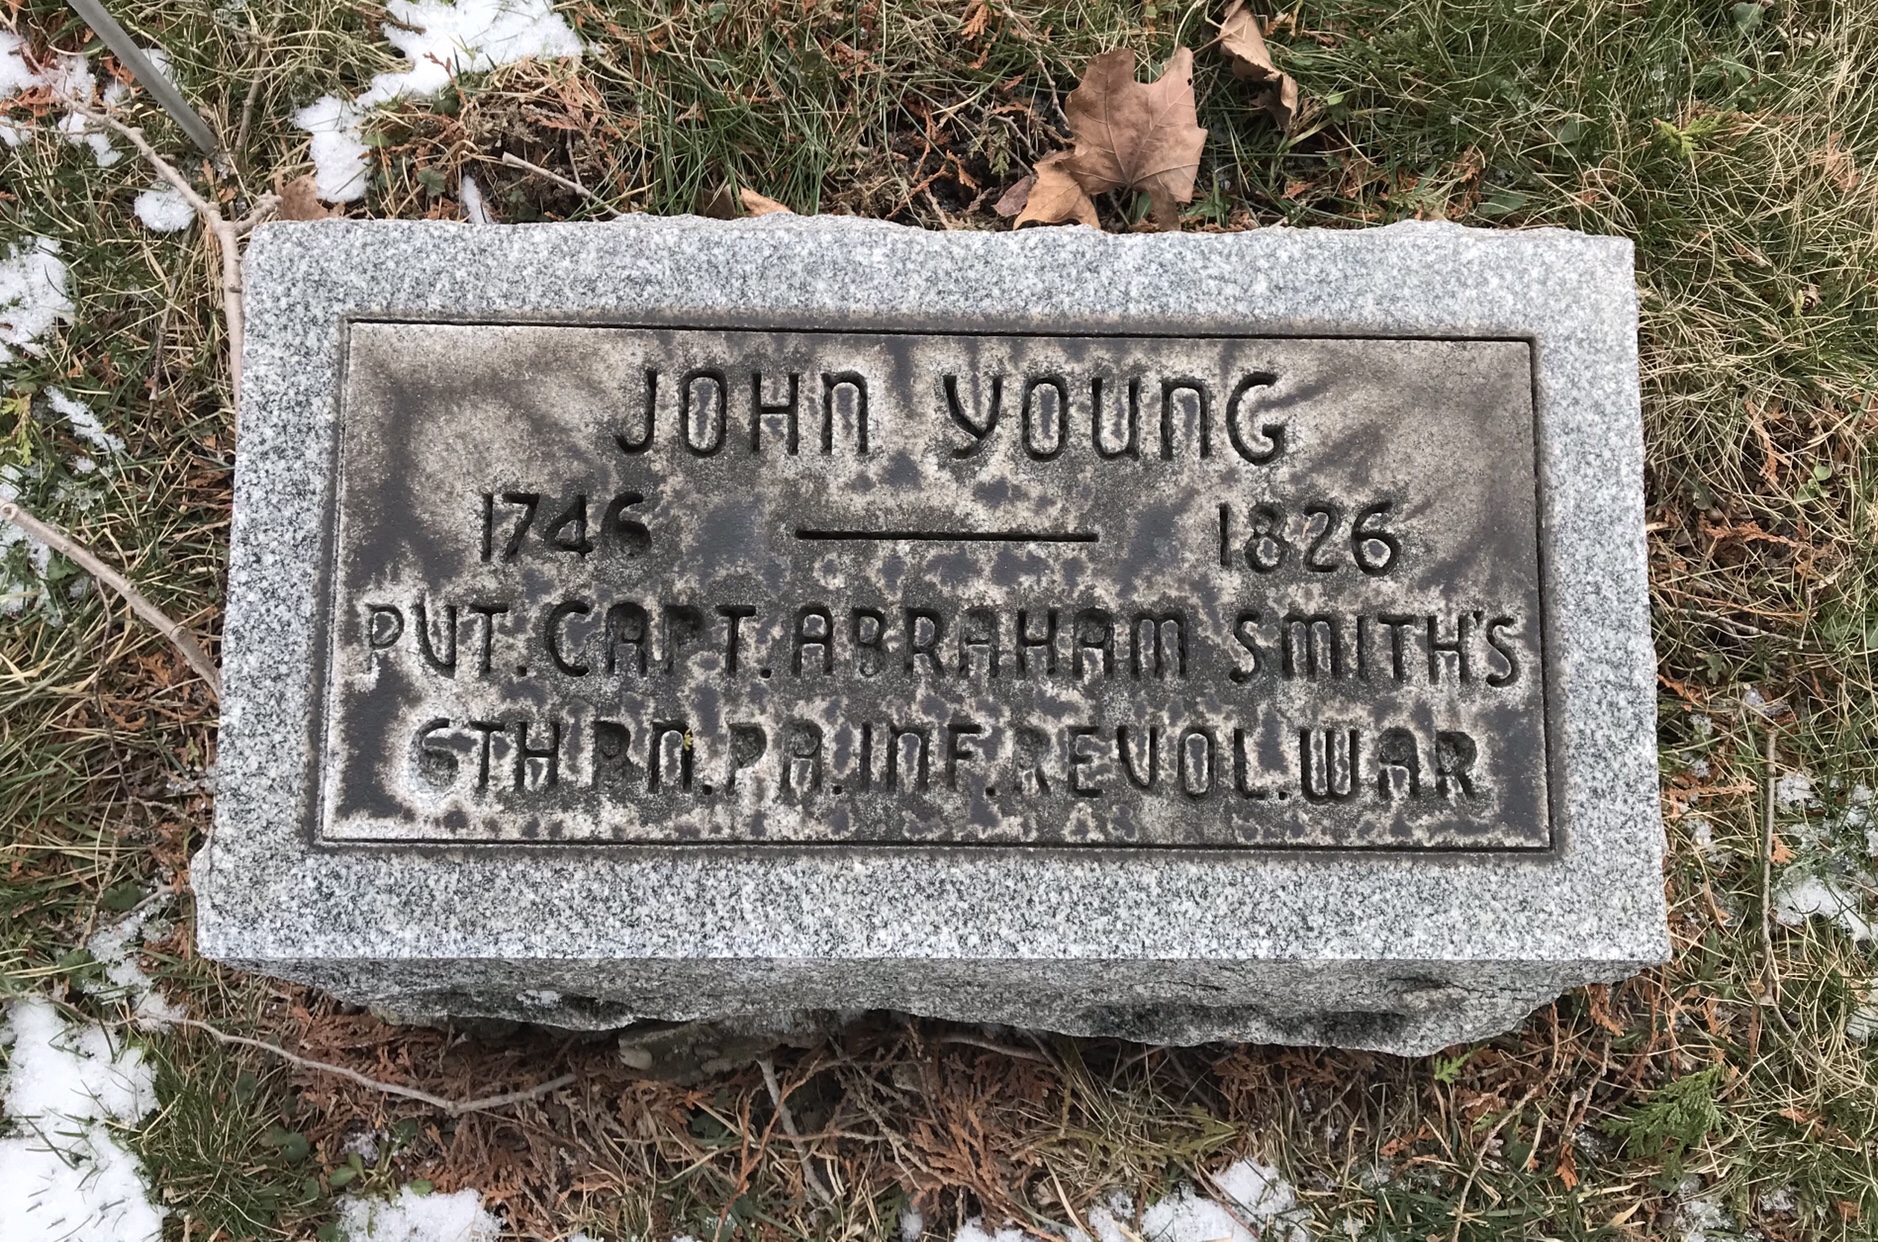 JOHN YOUNG
1746 — 1826
PVT. CAPT. ABRAHAM SMITH'S
6TH BN. PA. INF. REVOL. WAR